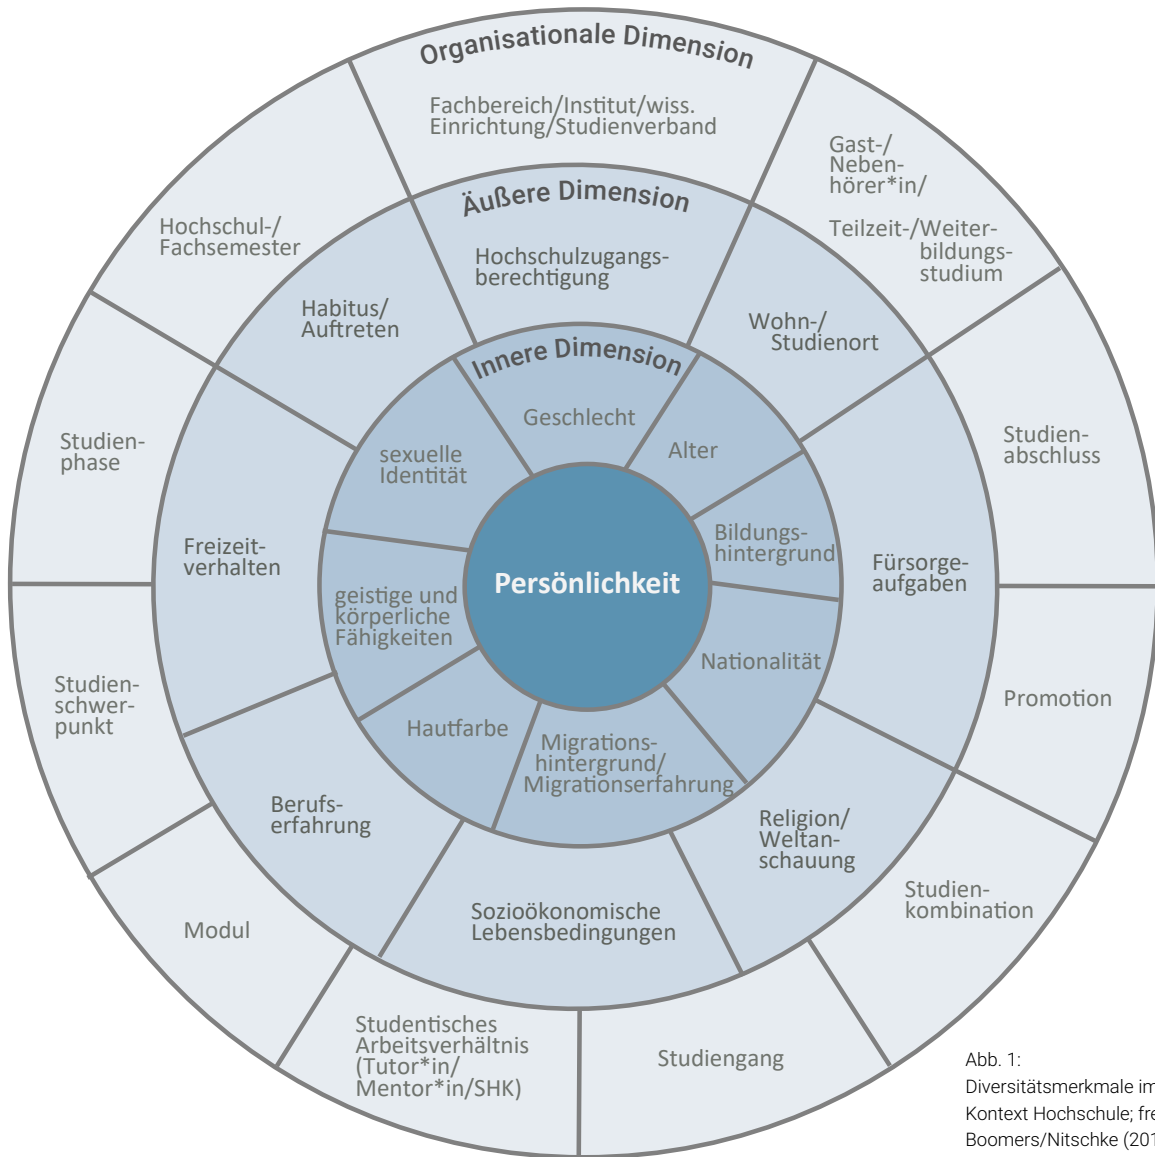 Organisationale Dimension
Fachbereich/Institut/wiss.
Einrichtung/Studienverband
Gast-/
Neben-
hörer*in/
Teilzeit-/Weiter-
bildungs-
studium
Studien-
abschluss
Promotion
Studien-
kombination
Studiengang
Studentisches
Arbeitsverhältnis
(Tutor*in/
Mentor*in/SHK)
Modul
Studien-
schwer-
punkt
Studien-
phase
Hochschul-/
Fachsemester
Äußere Dimension
Hochschulzugangs-
berechtigung
Wohn-/
Studienort
Fürsorge-
aufgaben
Religion/
Weltan-
schauung
Sozioökonomische
Lebensbedingungen
Berufs-
erfahrung
Freizeit-
verhalten
Habitus/
Auftreten
Innere Dimension
Geschlecht
Alter
Bildungs-
hintergrund
Nationalität
Migrations-
hintergrund/
Migrationserfahrung
Hautfarbe
geistige und
körperliche
Fähigkeiten
sexuelle
Identität
Persönlichkeit
Abb. 1:
Diversitätsmerkmale im
Kontext Hochschule;
Boomers/Nitschke